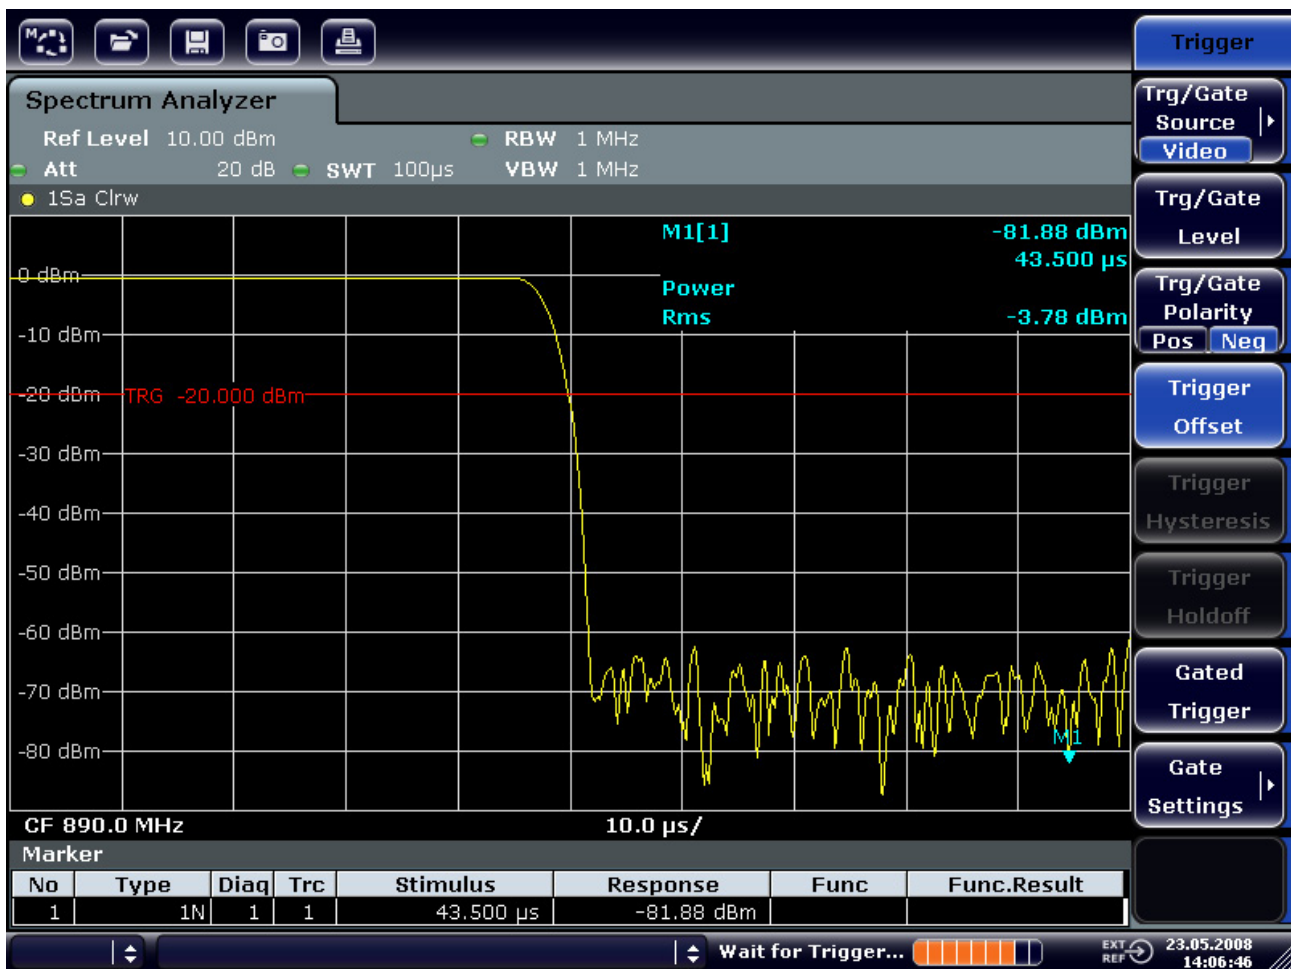 M
Trigger
Spectrum Analyzer
Ref Level 10.00 dBm RBW 1 MHz
Att 20 dB SWT 100µs VBW 1 MHz
1Sa Clrw
M1[1] -81.88 dBm
43.500 µs
Power
Rms -3.78 dBm
0 dBm
-10 dBm
-20 dBm
TRG -20.000 dBm
-30 dBm
-40 dBm
-50 dBm
-60 dBm
-70 dBm
-80 dBm
M1
CF 890.0 MHz 10.0 µs/
Marker
No Type Diag Trc Stimulus Response Func Func.Result
1 1N 1 1 43.500 µs -81.88 dBm
Trg/Gate
Source
Video
Trg/Gate
Level
Trg/Gate
Polarity
Pos Neg
Trigger
Offset
Trigger
Hysteresis
Trigger
Holdoff
Gated
Trigger
Gate
Settings
Wait for Trigger...
EXT
REF
23.05.2008
14:06:46